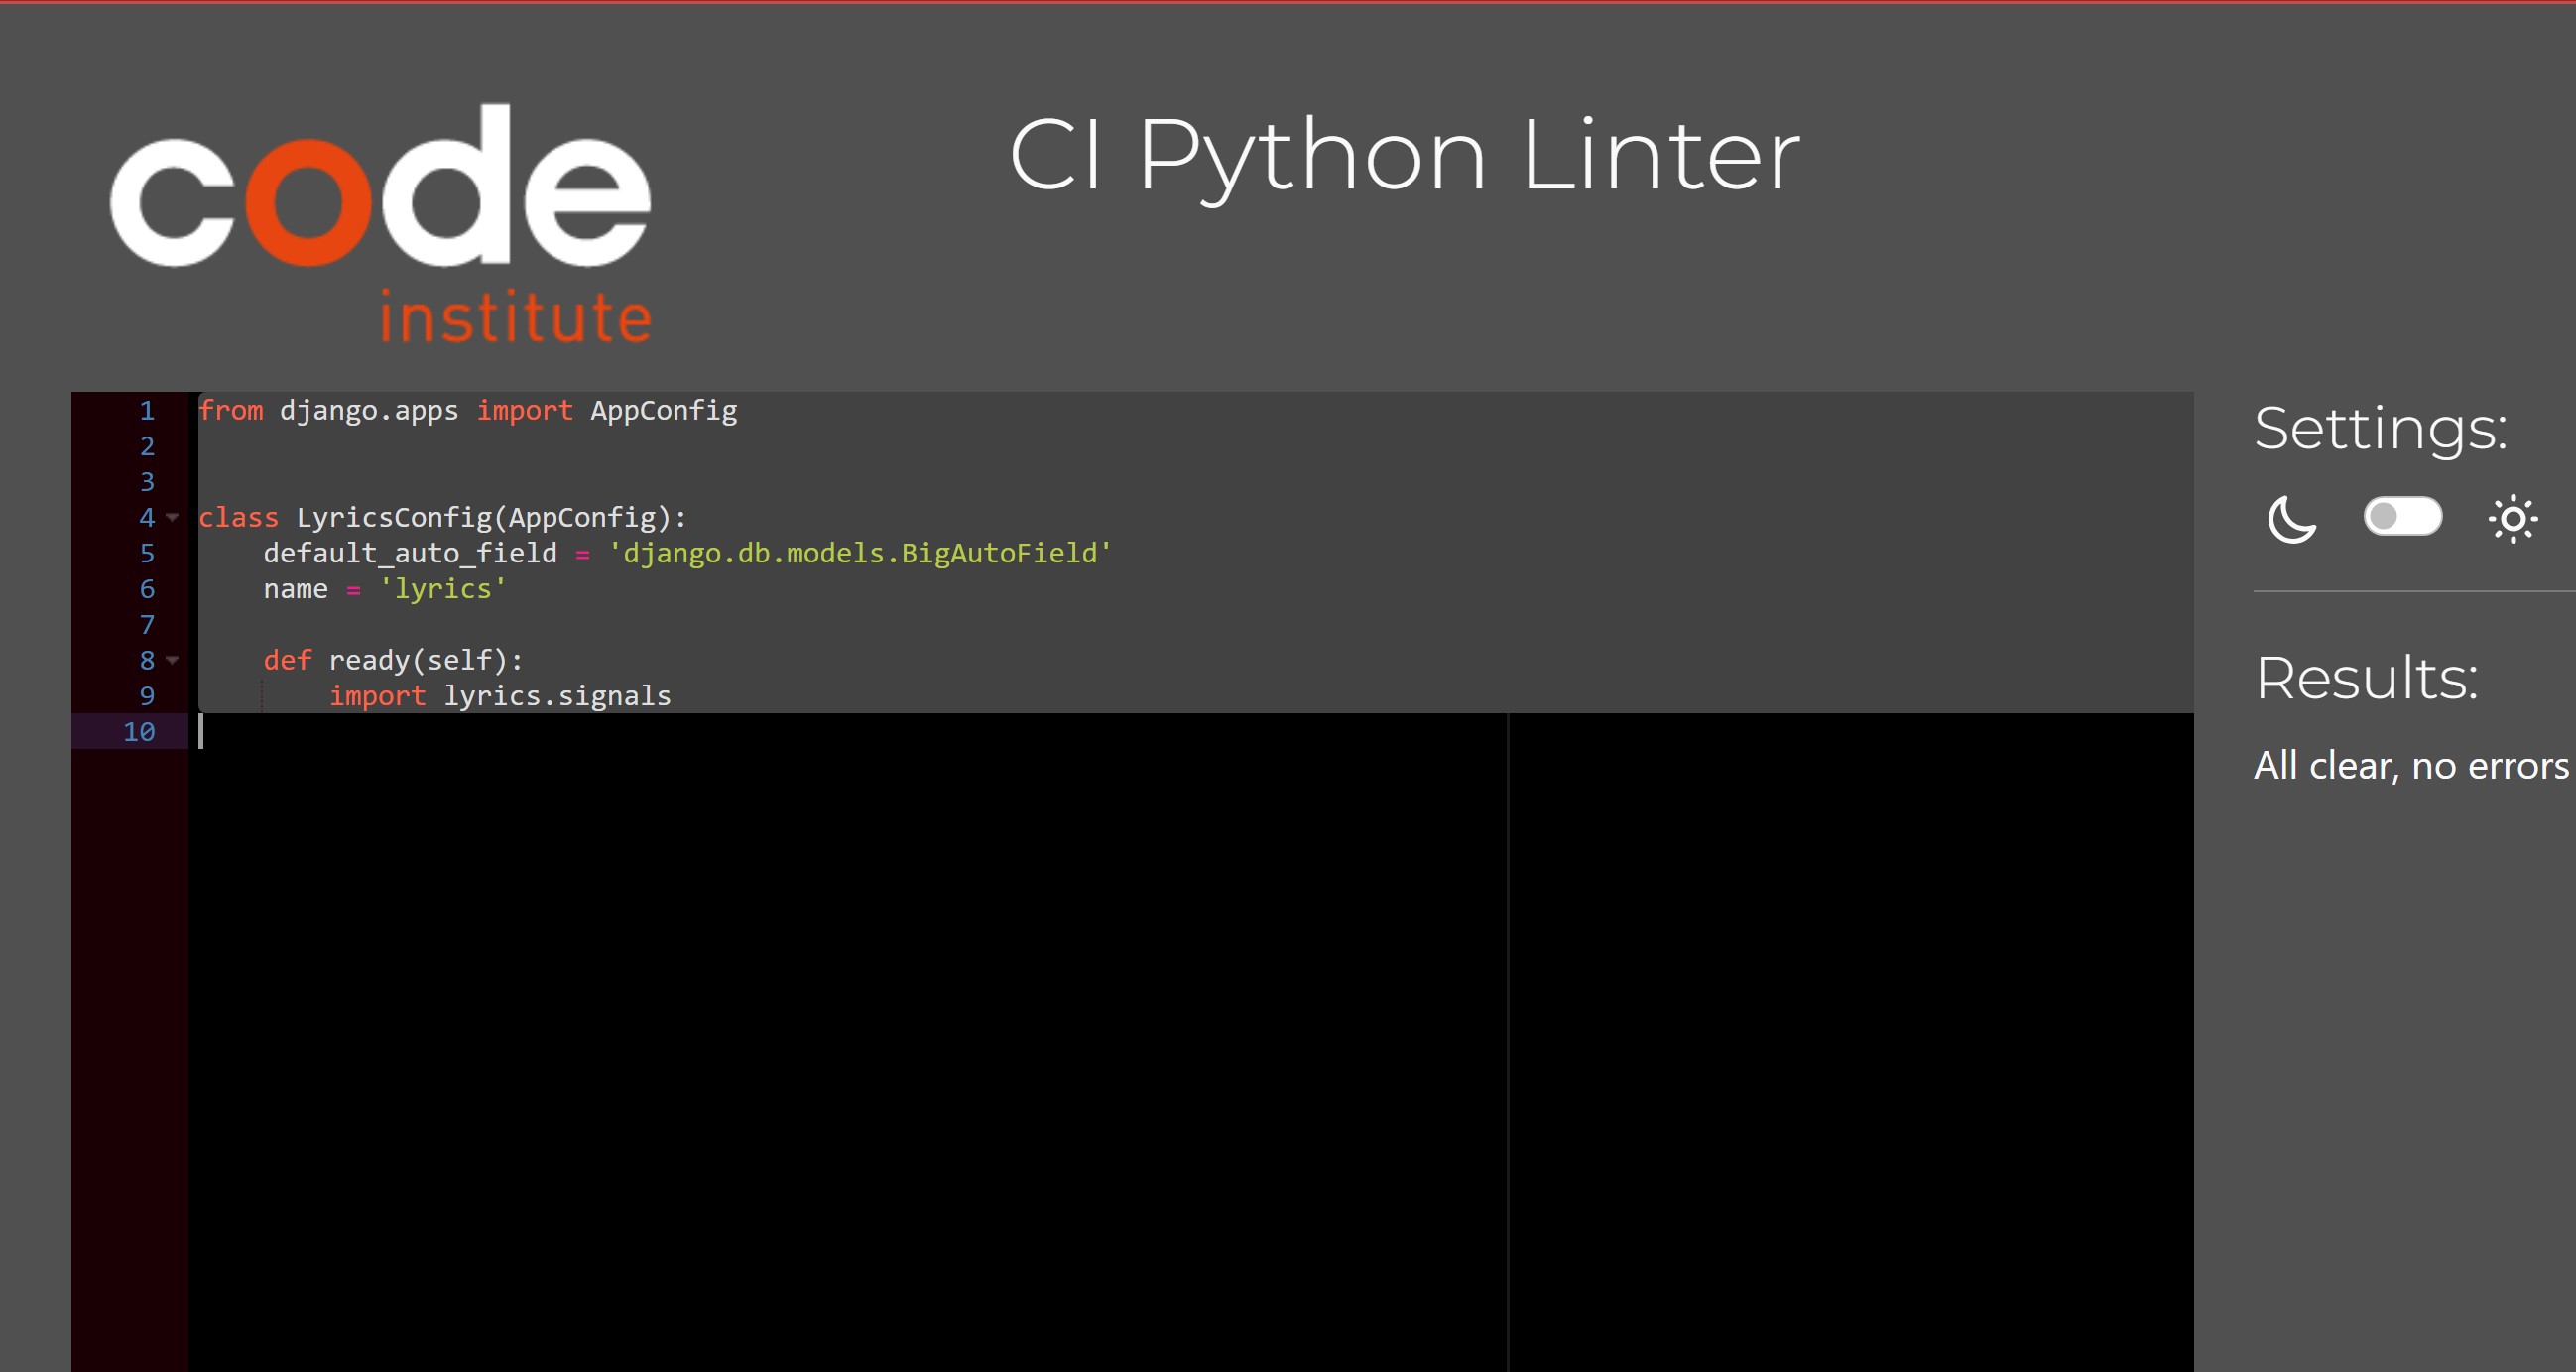 code
institute
CI Python Linter
1 from django.apps import AppConfig
2
3
4 class LyricsConfig(AppConfig):
5     default_auto_field = 'django.db.models.BigAutoField'
6     name = 'lyrics'
7
8     def ready(self):
9         import lyrics.signals
10
Settings:
Results:
All clear, no errors